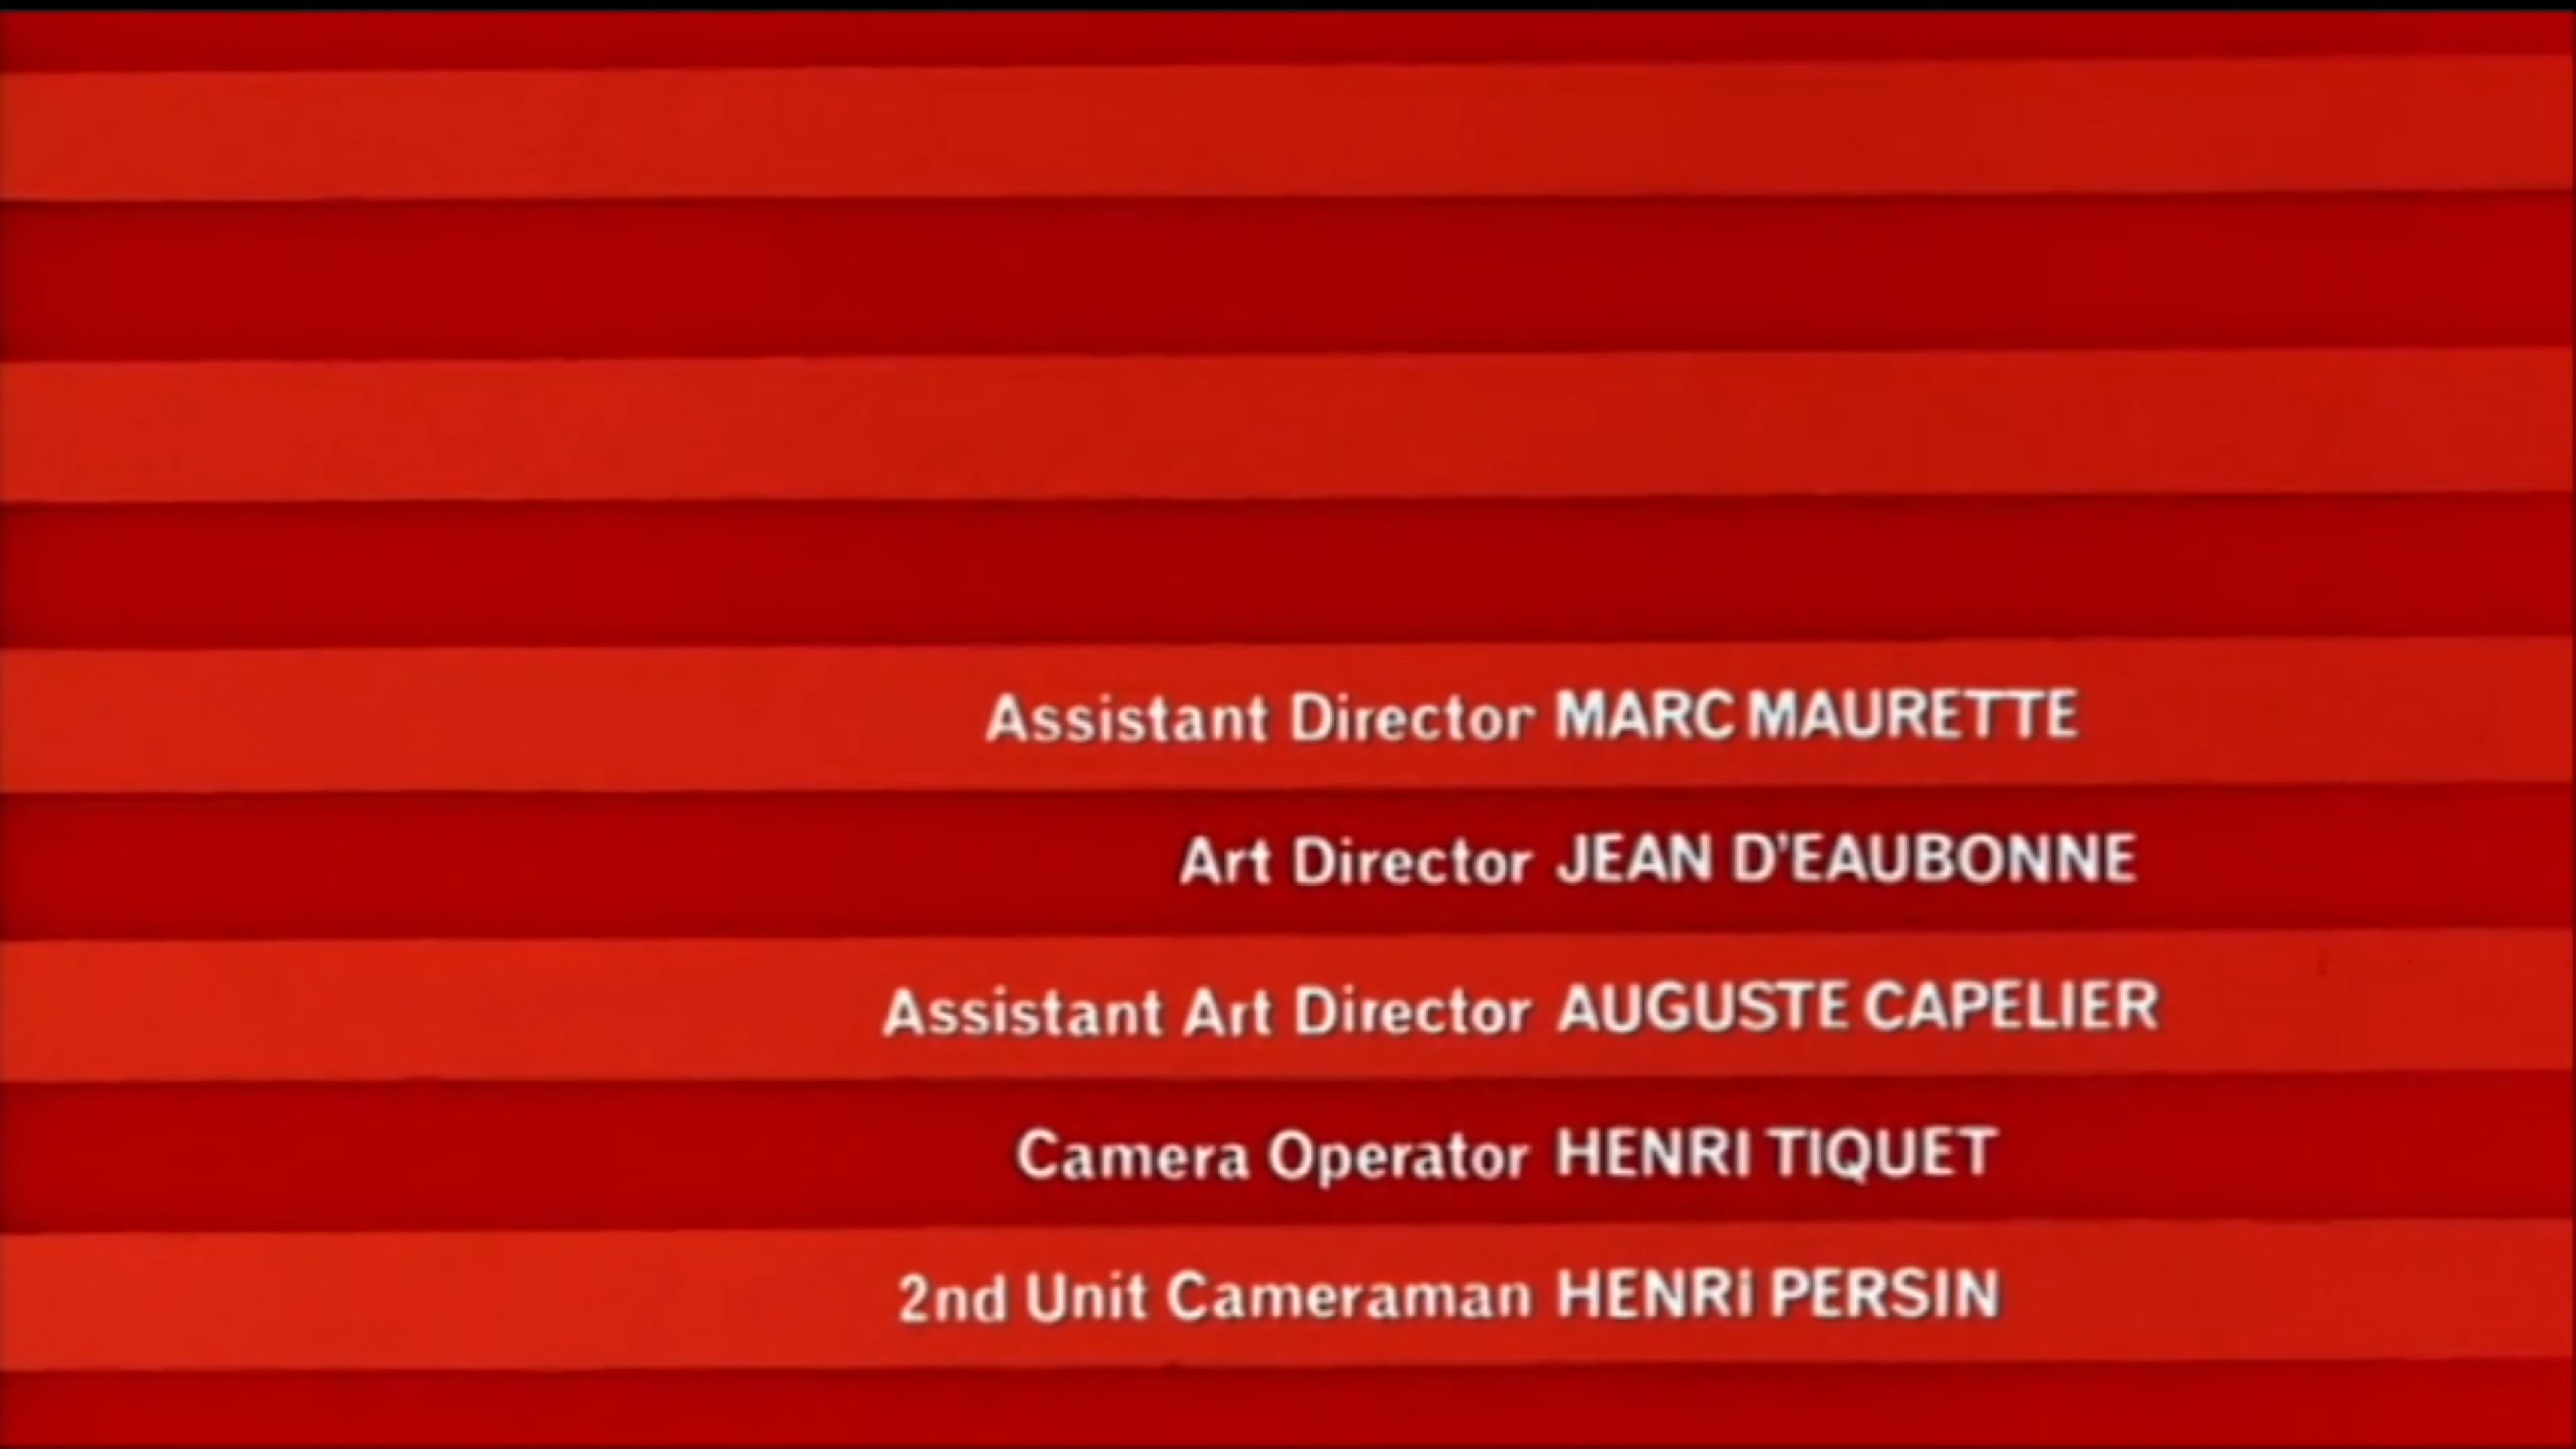 Assistant Director MARC MAURETTE
Art Director JEAN D'EAUBONNE
Assistant Art Director AUGUSTE CAPELIER
Camera Operator HENRI TIQUET
2nd Unit Cameraman HENRI PERSIN